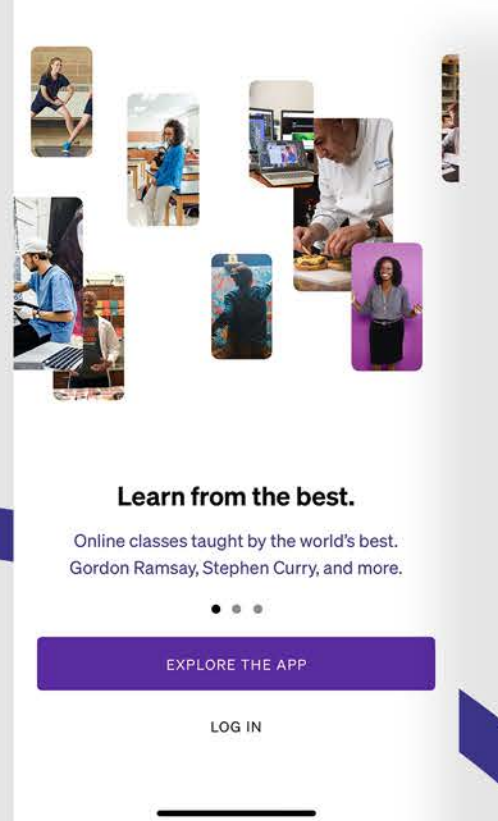 Learn from the best.
Online classes taught by the world's best.
Gordon Ramsay, Stephen Curry, and more.
EXPLORE THE APP
LOG IN